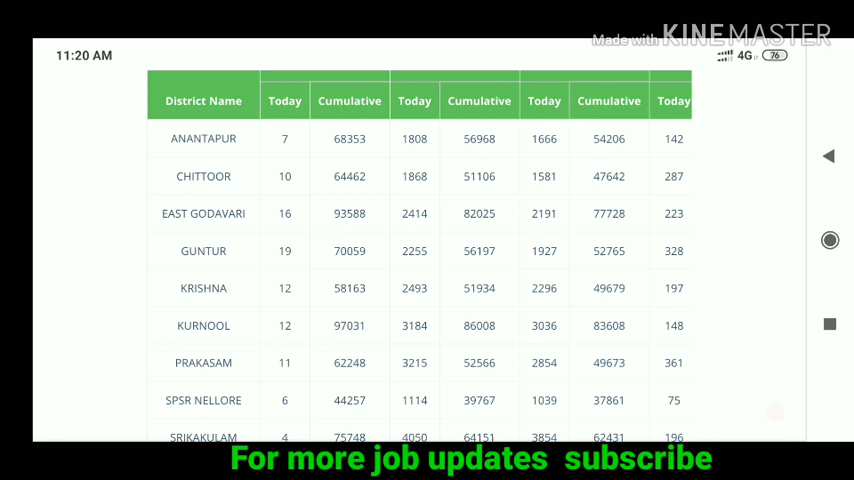 Made with KINEMASTER
11:20 AM 4G 76
District Name Today Cumulative Today Cumulative Today Cumulative Today
ANANTAPUR 7 68353 1808 56968 1666 54206 142
CHITTOOR 10 64462 1868 51106 1581 47642 287
EAST GODAVARI 16 93588 2414 82025 2191 77728 223
GUNTUR 19 70059 2255 56197 1927 52765 328
KRISHNA 12 58163 2493 51934 2296 49679 197
KURNOOL 12 97031 3184 86008 3036 83608 148
PRAKASAM 11 62248 3215 52566 2854 49673 361
SPSR NELLORE 6 44257 1114 39767 1039 37861 75
SRIKAKULAM 4 75748 4050 64151 3854 62431 196
For more job updates subscribe